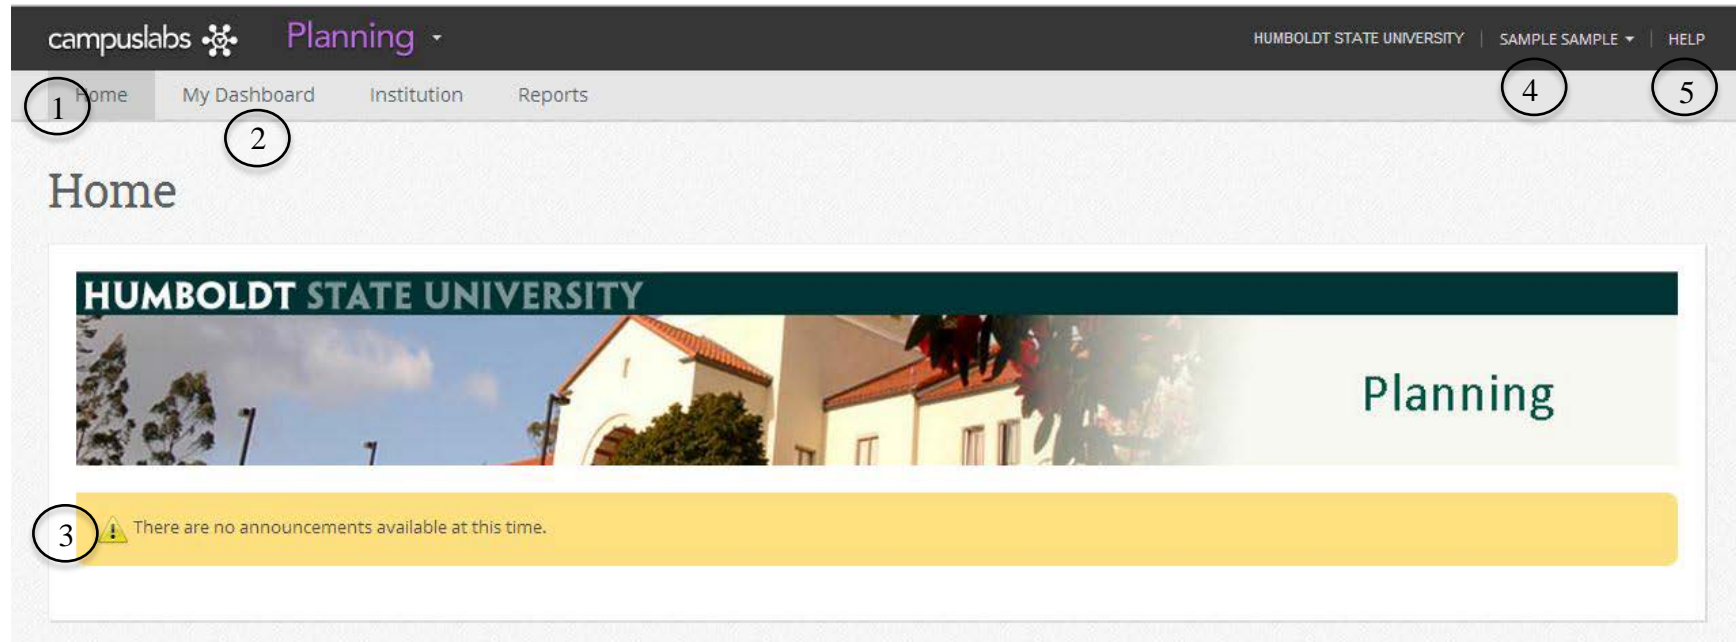 campuslabs Planning HUMBOLDT STATE UNIVERSITY | SAMPLE SAMPLE | HELP
1 Home My Dashboard Institution Reports 4 5
2
Home
HUMBOLDT STATE UNIVERSITY
Planning
3 There are no announcements available at this time.